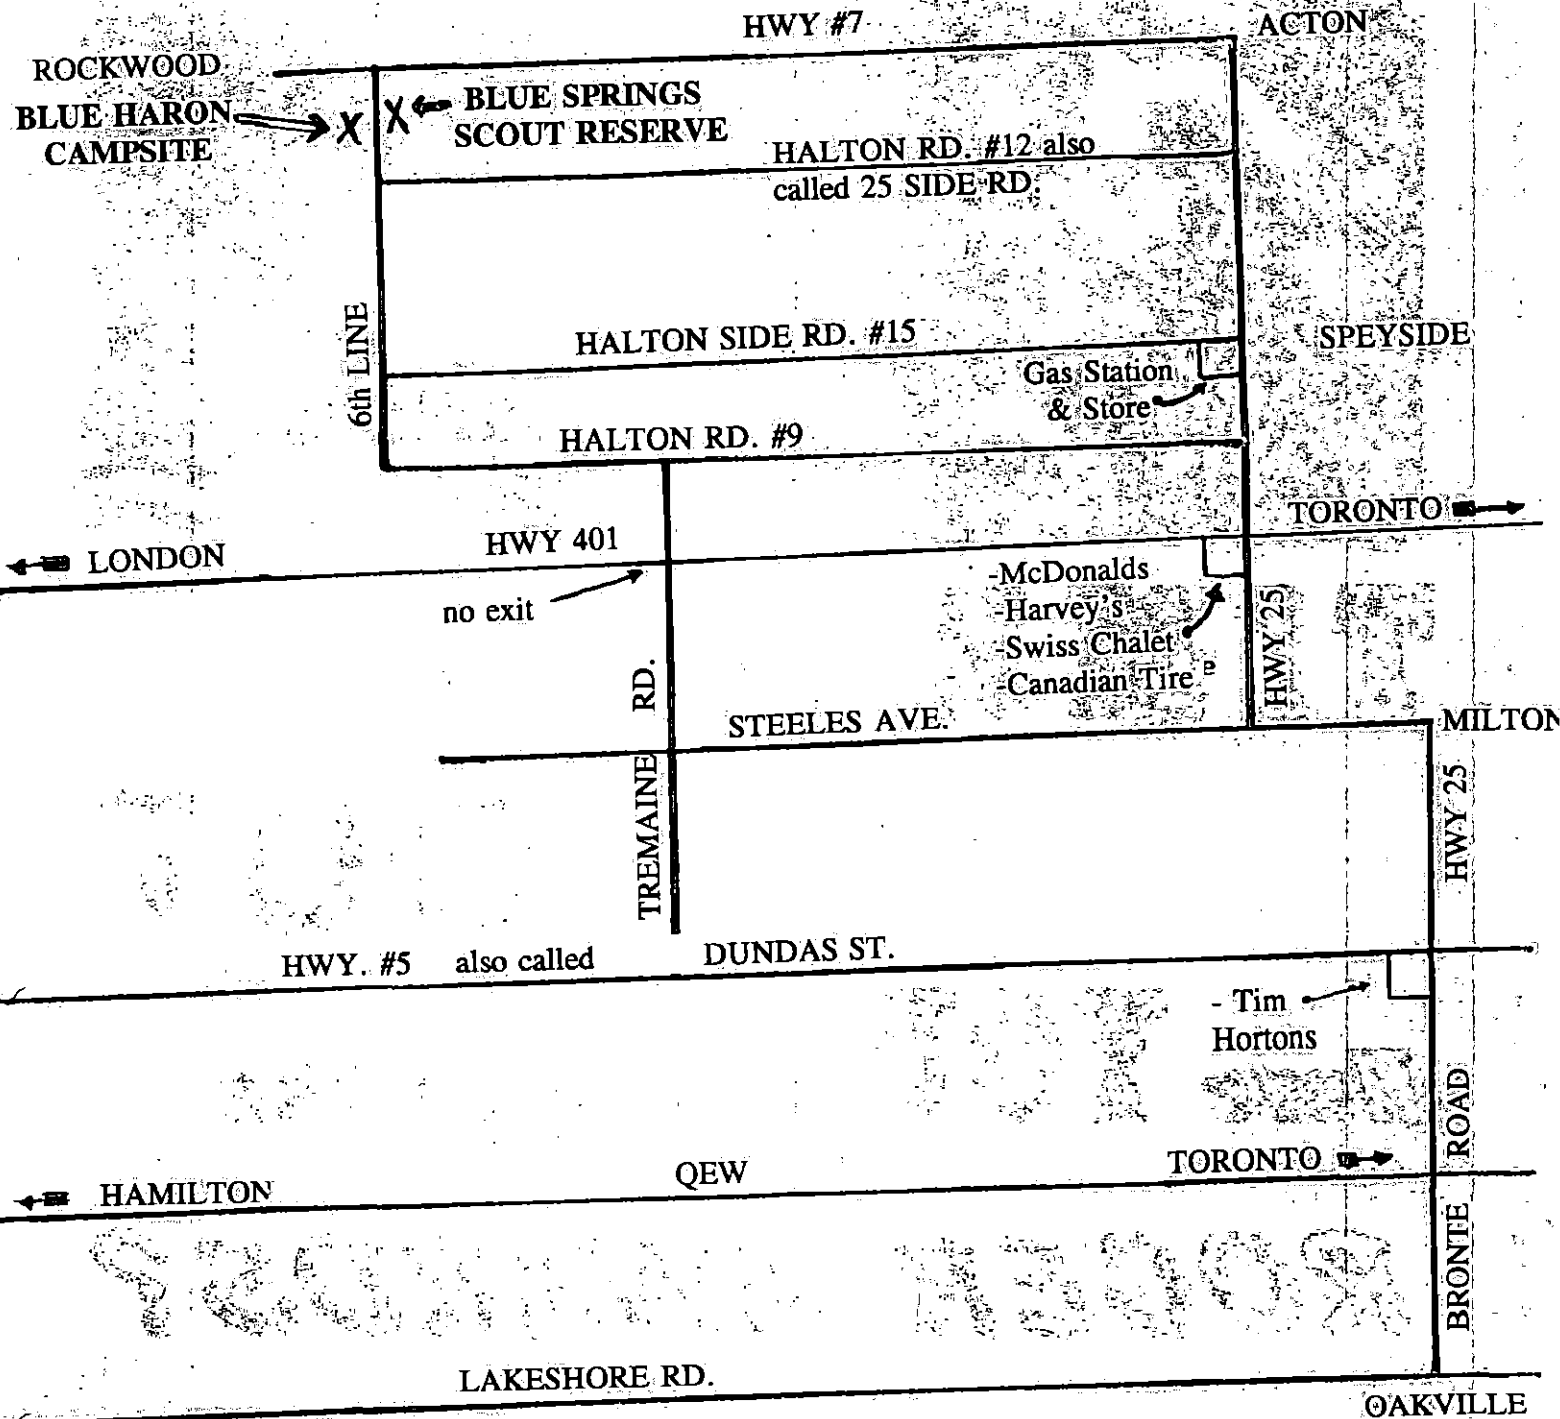 HWY #7
ACTON
ROCKWOOD
BLUE HARON
CAMPSITE
X
X
BLUE SPRINGS
SCOUT RESERVE
HALTON RD. #12 also
called 25 SIDE RD.
6th LINE
HALTON SIDE RD. #15
SPEYSIDE
Gas Station
& Store
HALTON RD. #9
TORONTO
LONDON
HWY 401
no exit
-McDonalds
-Harvey's
-Swiss Chalet
-Canadian Tire
HWY 25
TREMAINE RD.
STEELES AVE.
MILTON
HWY 25
HWY. #5 also called DUNDAS ST.
- Tim
Hortons
BRONTE ROAD
TORONTO
QEW
HAMILTON
LAKESHORE RD.
OAKVILLE